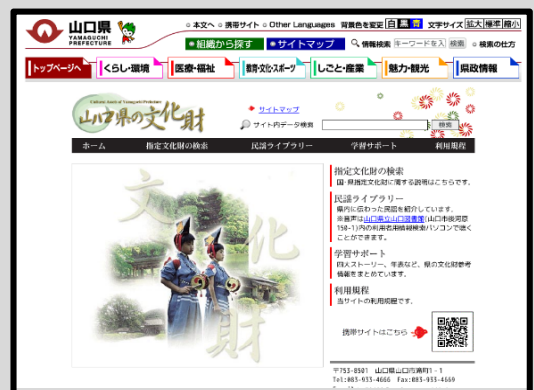 山口県
YAMAGUCHI
PREFECTURE
本文へ 携帯サイト Other Languages 背景色を変更 白 黒 青 文字サイズ 拡大 標準 縮小
組織から探す サイトマップ 情報検索 キーワードを入 検索 検索の仕方
トップページへ くらし・環境 医療・福祉 教育・文化・スポーツ しごと・産業 魅力・観光 県政情報
Cultural Assets of Yamaguchi Prefecture
山口県の文化財
サイトマップ
サイト内データ検索 検索
ホーム 指定文化財の検索 民謡ライブラリー 学習サポート 利用規程
文化財
指定文化財の検索
国・県指定文化財に関する説明はこちらです。
民謡ライブラリー
県内に伝わった民謡を紹介しています。
※音声は山口県立山口図書館(山口市後河原
150-1)内の利用者用情報検索パソコンで聴く
ことができます。
学習サポート
四人ストーリー、年表など、県の文化財参考
情報をまとめています。
利用規程
当サイトの利用規程です。
携帯サイトはこちら
〒753-8501 山口県山口市滝町1-1
Tel:083-933-4666 Fax:083-933-4669